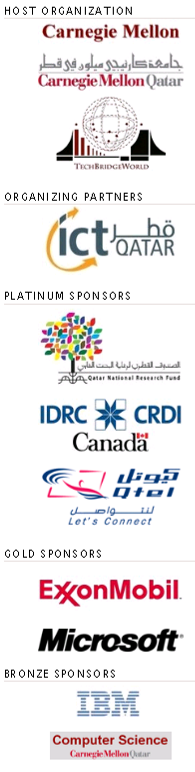 HOST ORGANIZATION
Carnegie Mellon
جامعة كارنيجي ميلون في قطر
Carnegie Mellon Qatar
TECHBRIDGEWORLD
ORGANIZING PARTNERS
ict قطر
QATAR
PLATINUM SPONSORS
الصندوق القطري لرعاية البحث العلمي
Qatar National Research Fund
IDRC CRDI
Canada
كيوتل
Qtel
لنتواصل
Let's Connect
GOLD SPONSORS
ExxonMobil
Microsoft®
BRONZE SPONSORS
IBM
Computer Science
Carnegie Mellon Qatar